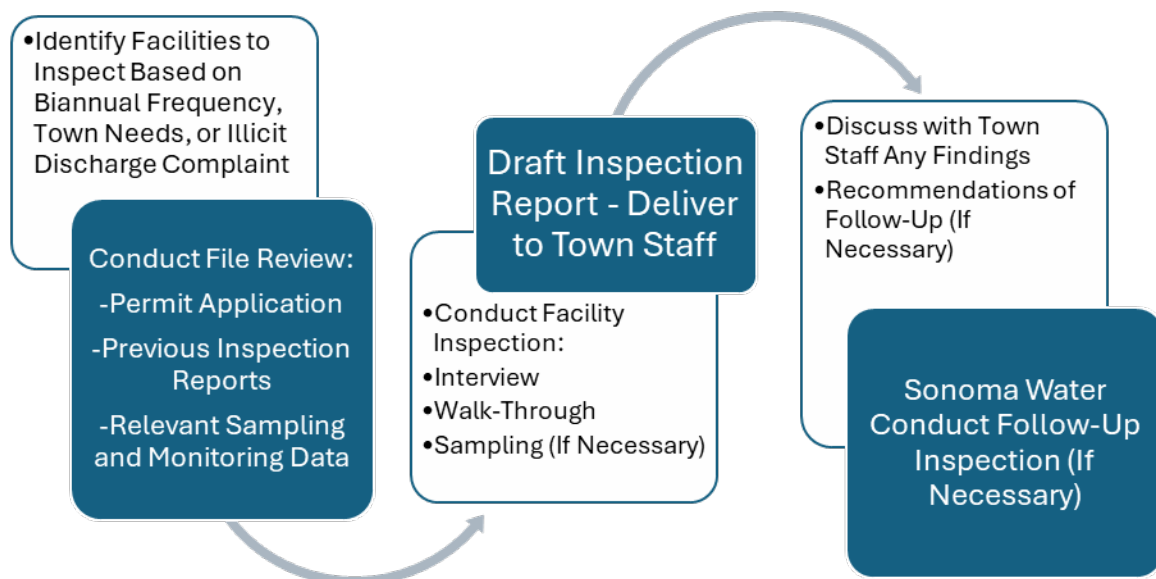 •Identify Facilities to
Inspect Based on
Biannual Frequency,
Town Needs, or Illicit
Discharge Complaint
Conduct File Review:
-Permit Application
-Previous Inspection
Reports
-Relevant Sampling
and Monitoring Data
Draft Inspection
Report - Deliver
to Town Staff
•Conduct Facility
Inspection:
•Interview
•Walk-Through
•Sampling (If Necessary)
•Discuss with Town
Staff Any Findings
•Recommendations of
Follow-Up (If
Necessary)
Sonoma Water
Conduct Follow-Up
Inspection (If
Necessary)